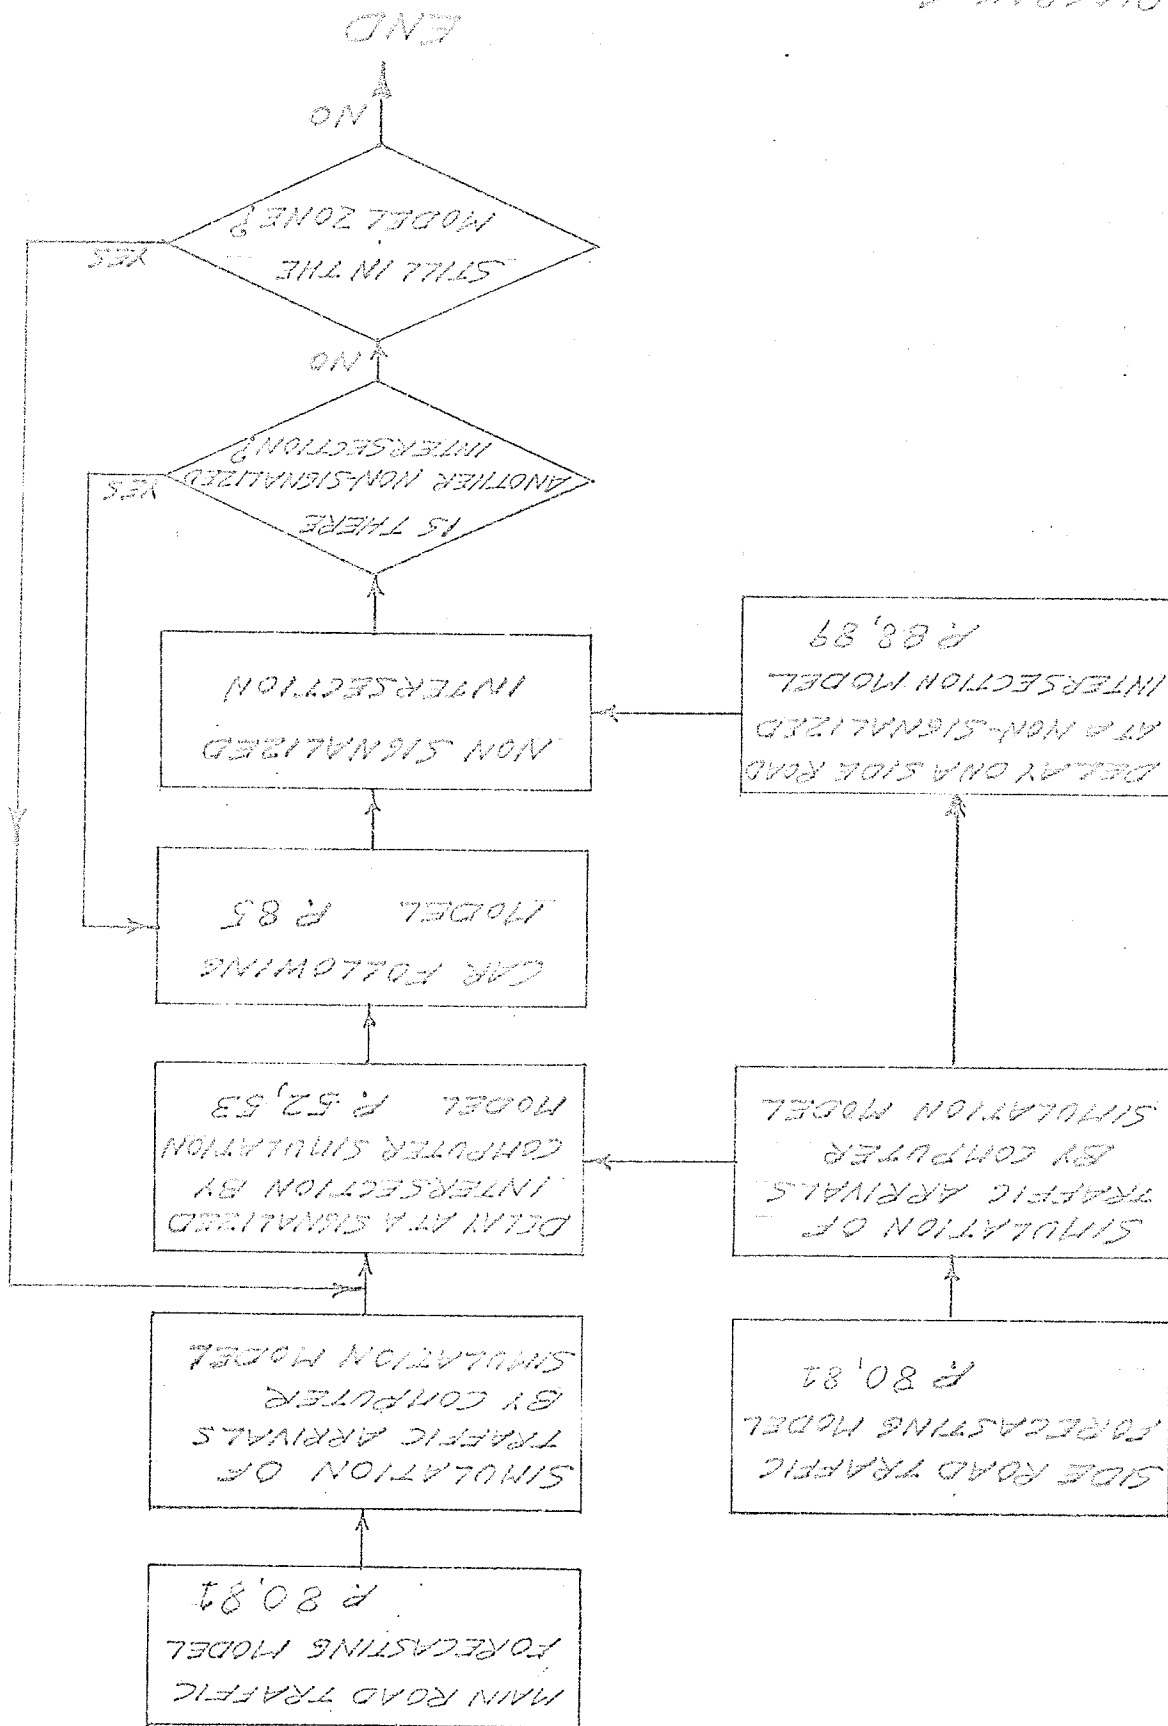 MAIN ROAD TRAFFIC
FORECASTING MODEL
P. 80,81
SIDE ROAD TRAFFIC
FORECASTING MODEL
P. 80,81
SIMULATION OF
TRAFFIC ARRIVALS
BY COMPUTER
SIMULATION MODEL
SIMULATION OF
TRAFFIC ARRIVALS
BY COMPUTER
SIMULATION MODEL
DELAY AT A SIGNALIZED
INTERSECTION BY
COMPUTER SIMULATION
MODEL P. 52,53
CAR FOLLOWING
MODEL P. 85
DELAY ON A SIDE ROAD
AT A NON-SIGNALIZED
INTERSECTION MODEL
P. 88,89
NON SIGNALIZED
INTERSECTION
IS THERE
ANOTHER NON-SIGNALIZED
INTERSECTION?
YES
NO
STILL IN THE
MODEL ZONE?
YES
NO
END